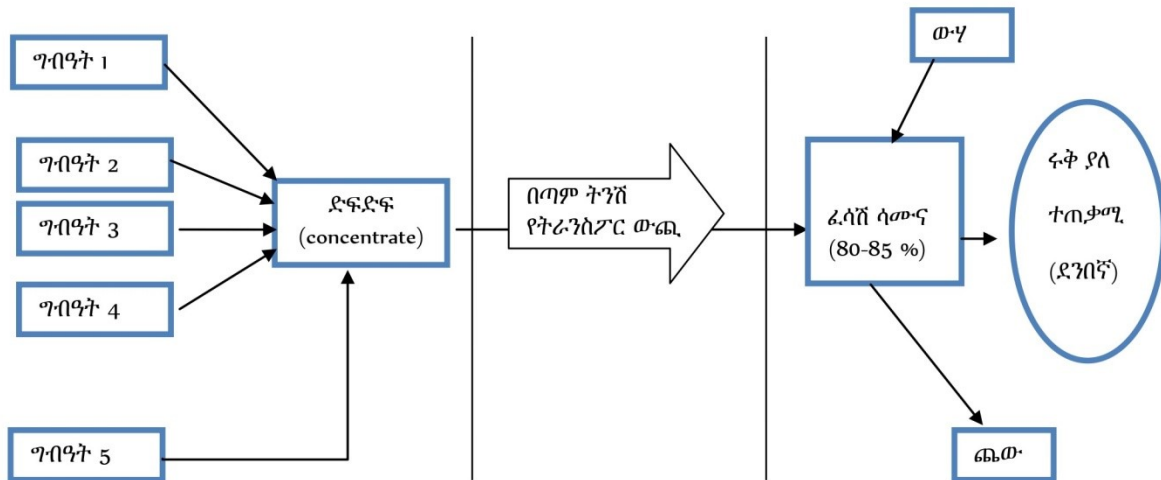 ግብዓት 1
ግብዓት 2
ግብዓት 3
ግብዓት 4
ግብዓት 5
ድፍድፍ
(concentrate)
በጣም ትንሽ
የትራንስፖር ውጪ
ውሃ
ፈሳሽ ሳሙና
(80-85 %)
ጨው
ሩቅ ያለ
ተጠቃሚ
(ደንበኛ)